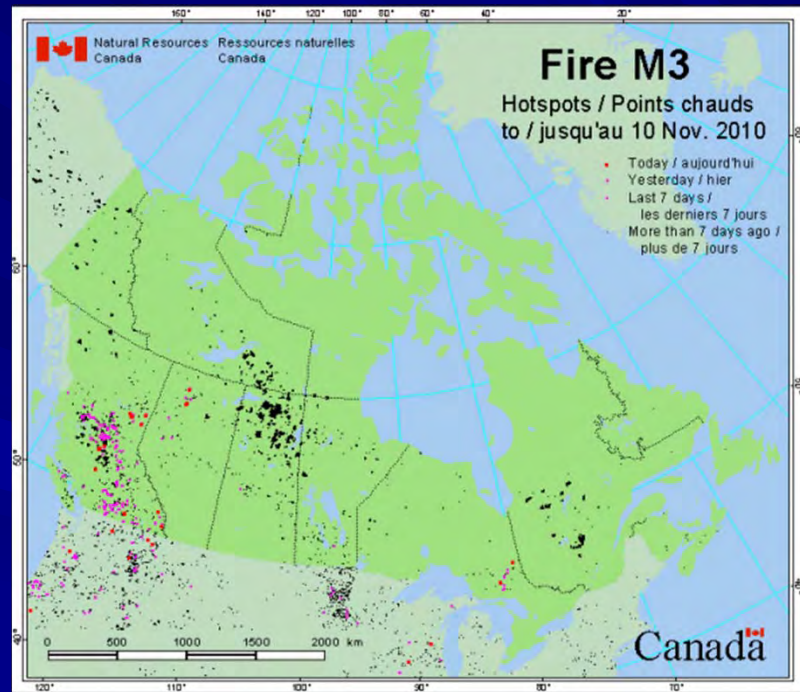 160° 140° 120° 100° 80° 60° 40° 20°
Natural Resources Ressources naturelles
Canada Canada
Fire M3
Hotspots / Points chauds
to / jusqu'au 10 Nov. 2010
Today / aujourd'hui
Yesterday / hier
Last 7 days /
les derniers 7 jours
More than 7 days ago /
plus de 7 jours
0 500 1000 1500 2000 km
Canada
120° 110° 100° 90° 80° 70°